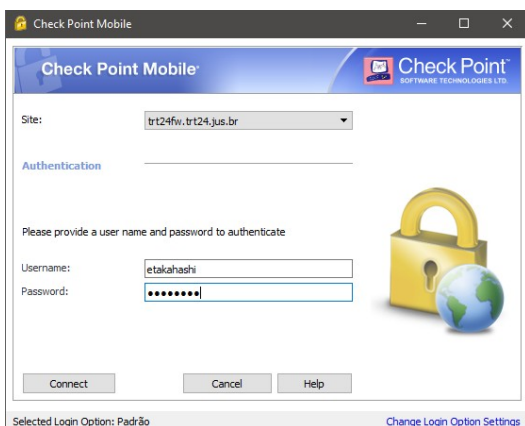 Check Point Mobile
Check Point Mobile
Check Point™
SOFTWARE TECHNOLOGIES LTD.
Site:
trt24fw.trt24.jus.br
Authentication
Please provide a user name and password to authenticate
Username:
etakahashi
Password:
••••••••
Connect
Cancel
Help
Selected Login Option: Padrão
Change Login Option Settings